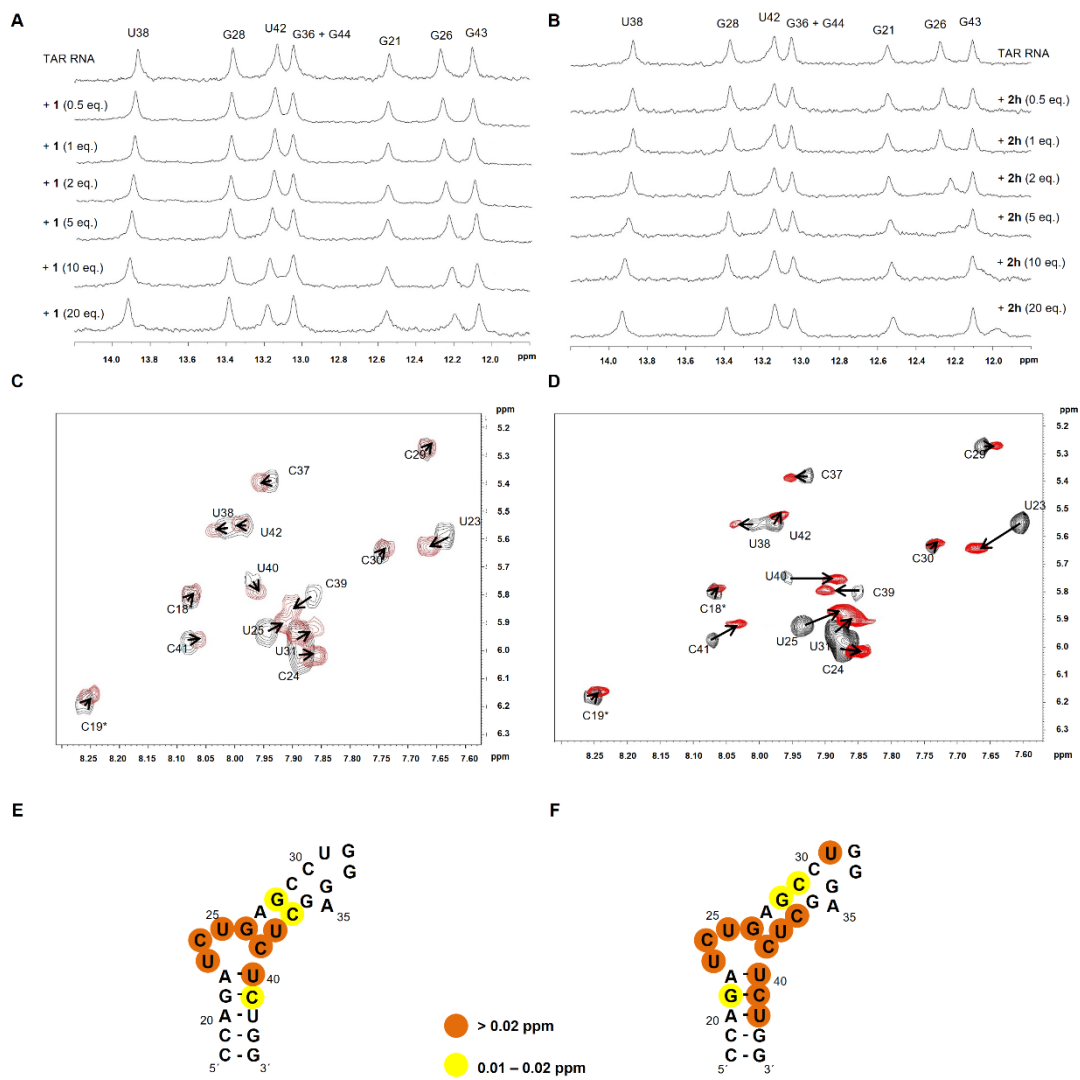 A
U38 G28 U42 G36 + G44 G21 G26 G43
TAR RNA
+ 1 (0.5 eq.)
+ 1 (1 eq.)
+ 1 (2 eq.)
+ 1 (5 eq.)
+ 1 (10 eq.)
+ 1 (20 eq.)
14.0 13.8 13.6 13.4 13.2 13.0 12.8 12.6 12.4 12.2 12.0 ppm
B
U38 G28 U42 G36 + G44 G21 G26 G43
TAR RNA
+ 2h (0.5 eq.)
+ 2h (1 eq.)
+ 2h (2 eq.)
+ 2h (5 eq.)
+ 2h (10 eq.)
+ 2h (20 eq.)
14.0 13.8 13.6 13.4 13.2 13.0 12.8 12.6 12.4 12.2 12.0 ppm
C
ppm
5.2
5.3
5.4
5.5
5.6
5.7
5.8
5.9
6.0
6.1
6.2
6.3
C29
C37
U38
U42
U23
C30
U40
C39
C18*
U25
C41
U31
C24
C19*
8.25 8.20 8.15 8.10 8.05 8.00 7.95 7.90 7.85 7.80 7.75 7.70 7.65 7.60 ppm
D
ppm
5.2
5.3
5.4
5.5
5.6
5.7
5.8
5.9
6.0
6.1
6.2
6.3
C29
C37
U23
U38
U42
C30
U40
C39
C18*
U25
C41
U31
C24
C19*
8.25 8.20 8.15 8.10 8.05 8.00 7.95 7.90 7.85 7.80 7.75 7.70 7.65 7.60 ppm
E
30
C C U G
G
G
A
35
A G
G
C
25
C U G
U
U
C
A - U 40
G - C
20 A - U
C - G
5´ C - G 3´
F
30
C C U G
G
G
A
35
A G
G
C
25
C U G
U
U
C
A - U 40
G - C
20 A - U
C - G
5´ C - G 3´
> 0.02 ppm
0.01 – 0.02 ppm